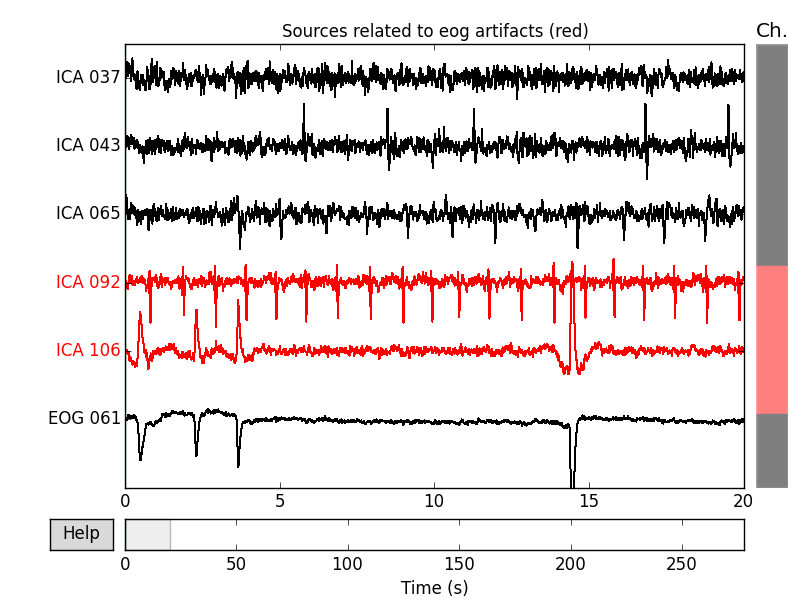 Sources related to eog artifacts (red)
Ch.
ICA 037
ICA 043
ICA 065
ICA 092
ICA 106
EOG 061
0 5 10 15 20
Help
0 50 100 150 200 250
Time (s)